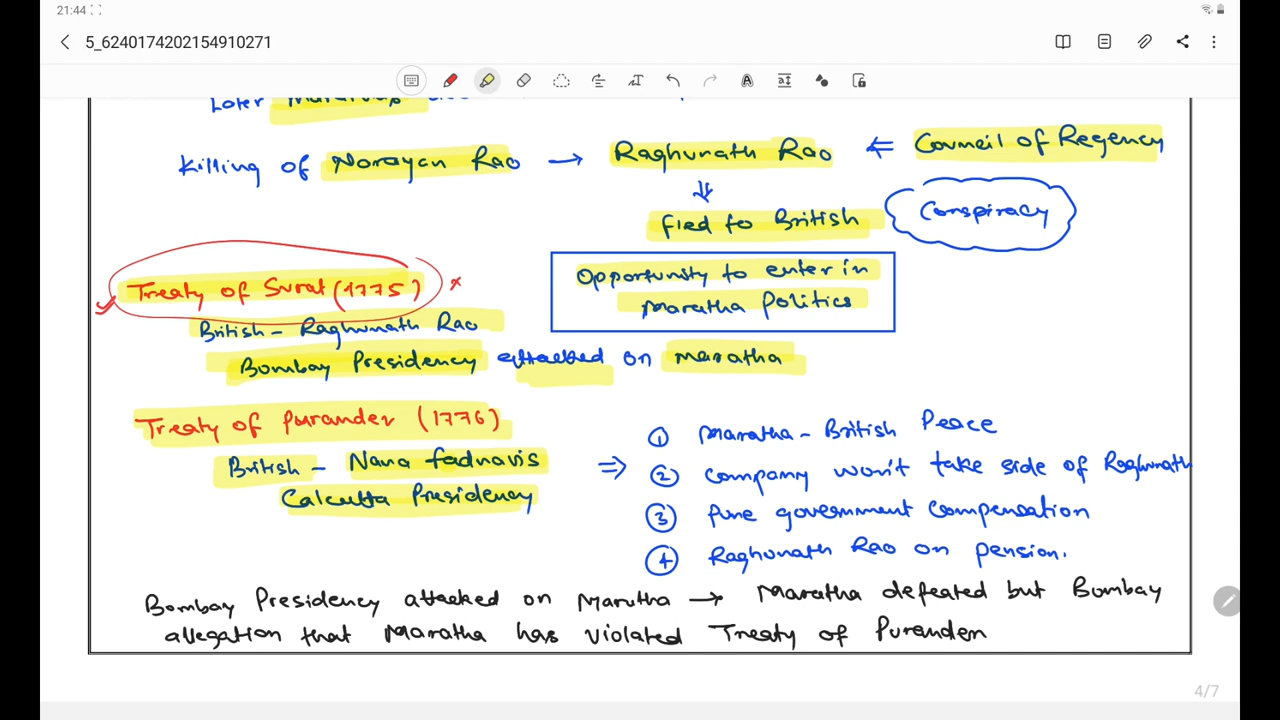 21:44
5_6240174202154910271
Later
Killing of Narayan Rao → Raghunath Rao ⇐ Council of Regency
Conspiracy
fled to British
Opportunity to enter in
Maratha Politics
Treaty of Surat (1775)
British - Raghunath Rao
Bombay Presidency attacked on maratha
Treaty of Purander (1776)
British - Nana fadnavis
Calcutta Presidency
⇒ ① Maratha - British Peace
② Company won't take side of Raghunath
③ Pune government Compensation
④ Raghunath Rao on pension.
Bombay Presidency attacked on Maratha → Maratha defeated but Bombay
allegation that Maratha has violated Treaty of Purander
4/7